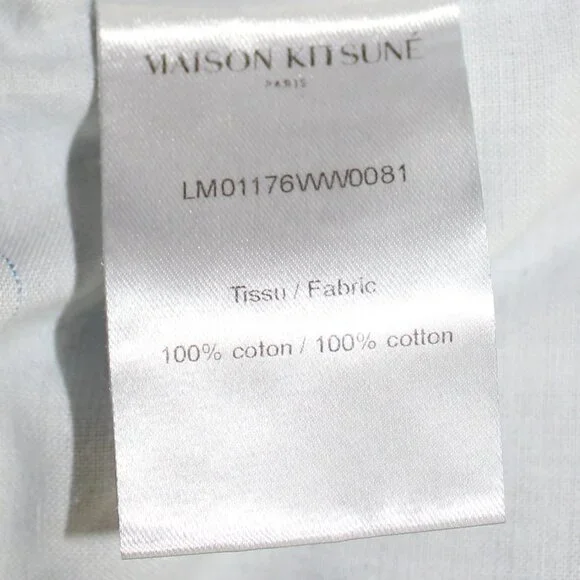 MAISON KITSUNÉ
PARIS
LM01176WW0081
Tissu / Fabric
100% coton / 100% cotton